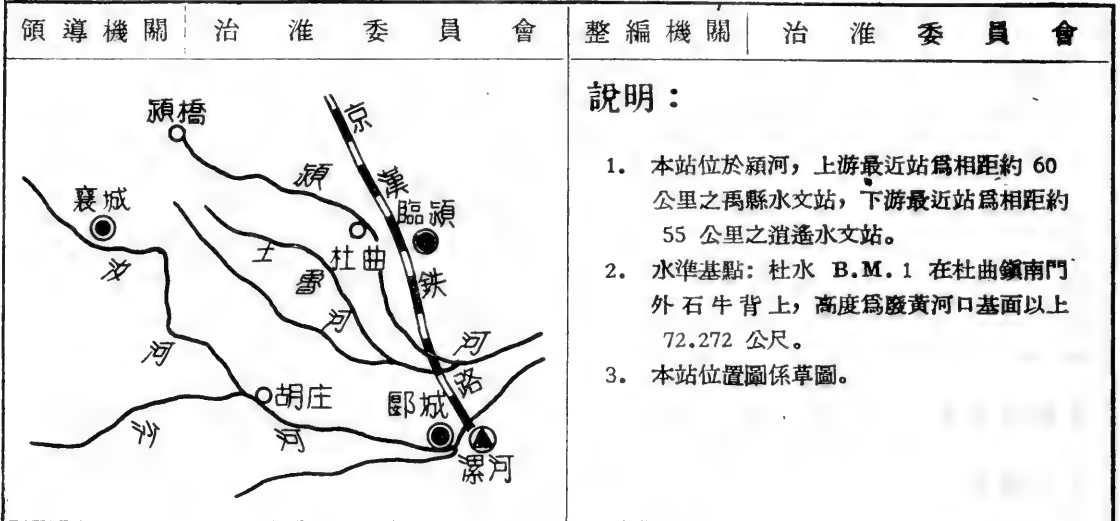 領導機關 治淮委員會
整編機關 治淮委員會
潁橋
京漢鉄路
潁河
襄城
臨潁
杜曲
土壚河
汝河
胡庄
郾城
沙河
漯河
說明：
1. 本站位於潁河，上游最近站爲相距約 60
公里之禹縣水文站，下游最近站爲相距約
55 公里之逍遙水文站。
2. 水準基點: 杜水 B.M.1 在杜曲鎮南門
外石牛背上，高度爲廢黃河口基面以上
72.272 公尺。
3. 本站位置圖係草圖。